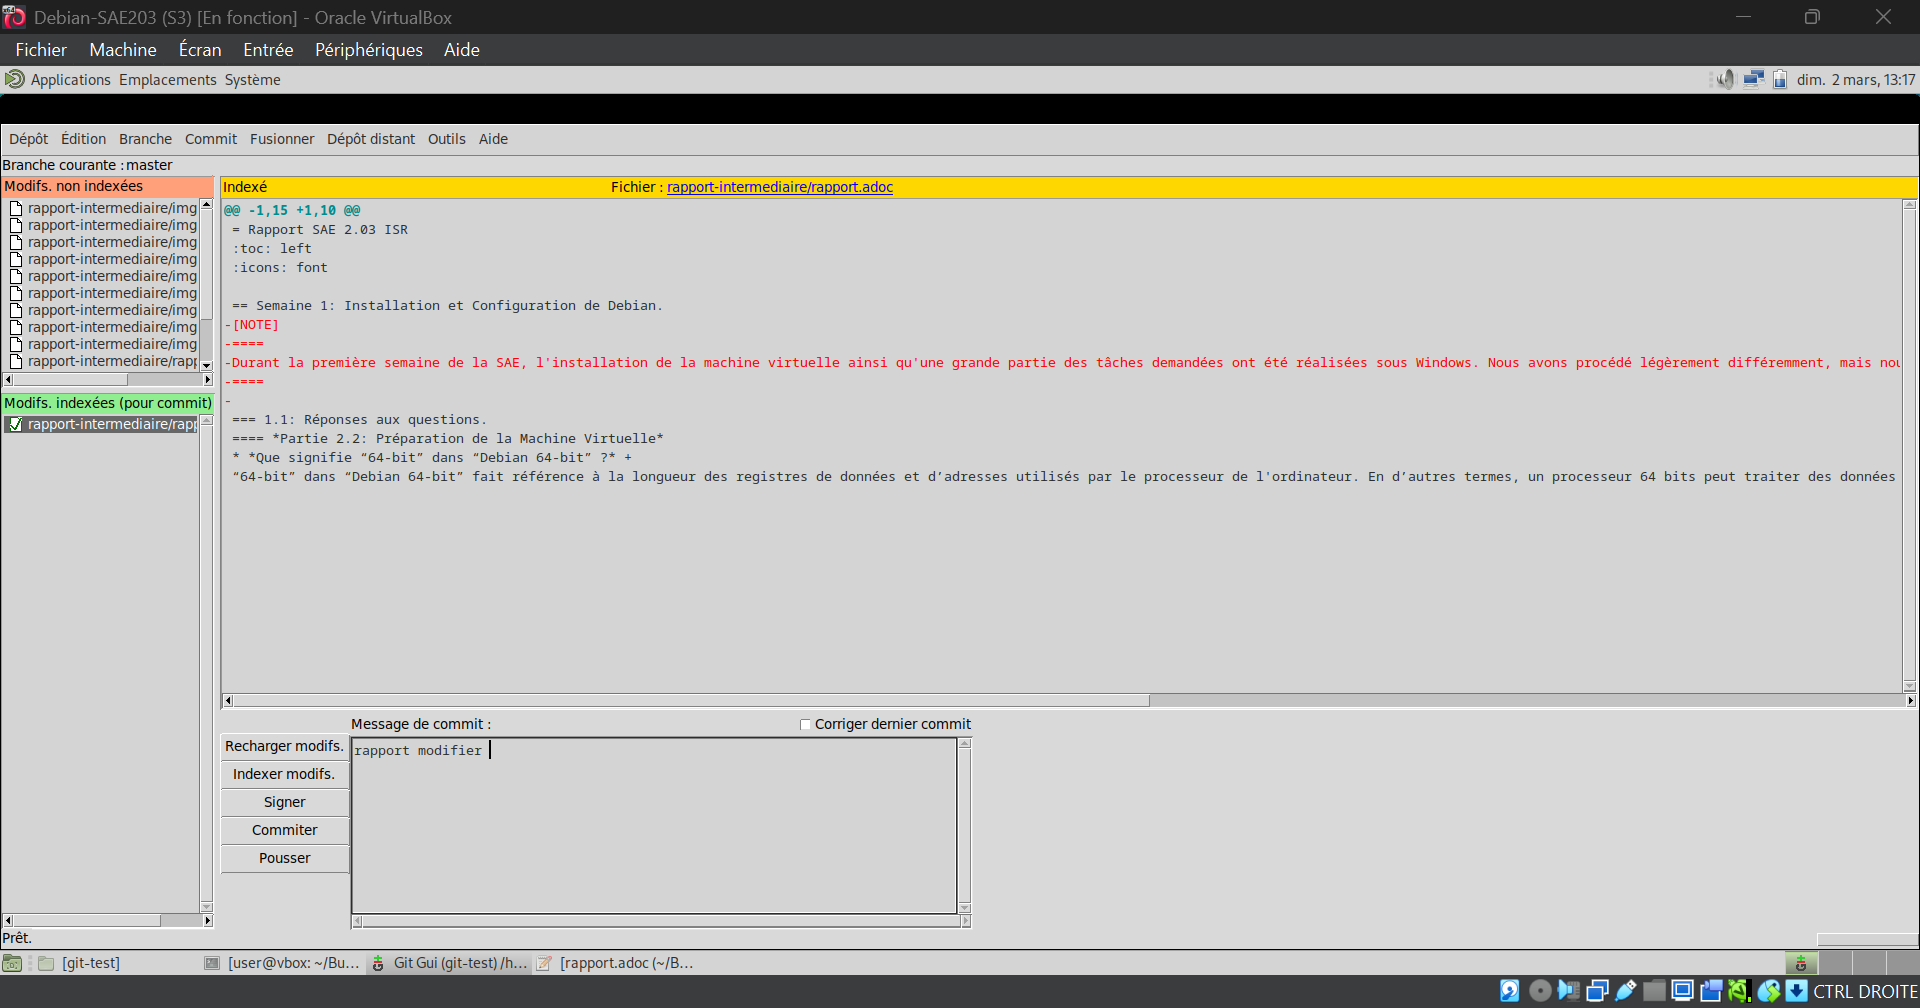 Debian-SAE203 (S3) [En fonction] - Oracle VirtualBox
Fichier Machine Écran Entrée Périphériques Aide
Applications Emplacements Système dim. 2 mars, 13:17
Dépôt Édition Branche Commit Fusionner Dépôt distant Outils Aide
Branche courante : master
Modifs. non indexées
rapport-intermediaire/img
rapport-intermediaire/img
rapport-intermediaire/img
rapport-intermediaire/img
rapport-intermediaire/img
rapport-intermediaire/img
rapport-intermediaire/img
rapport-intermediaire/img
rapport-intermediaire/img
rapport-intermediaire/rapp
Modifs. indexées (pour commit)
rapport-intermediaire/rapp
Indexé Fichier : rapport-intermediaire/rapport.adoc
@@ -1,15 +1,10 @@
= Rapport SAE 2.03 ISR
:toc: left
:icons: font
== Semaine 1: Installation et Configuration de Debian.
-[NOTE]
-====
-Durant la première semaine de la SAE, l'installation de la machine virtuelle ainsi qu'une grande partie des tâches demandées ont été réalisées sous Windows. Nous avons procédé légèrement différemment, mais nou
-====
-
=== 1.1: Réponses aux questions.
==== *Partie 2.2: Préparation de la Machine Virtuelle*
* *Que signifie “64-bit” dans “Debian 64-bit” ?* +
“64-bit” dans “Debian 64-bit” fait référence à la longueur des registres de données et d’adresses utilisés par le processeur de l'ordinateur. En d’autres termes, un processeur 64 bits peut traiter des données
Message de commit : Corriger dernier commit
Recharger modifs.
Indexer modifs.
Signer
Commiter
Pousser
rapport modifier
Prêt.
[git-test] [user@vbox: ~/Bu... Git Gui (git-test) /h... [rapport.adoc (~/B...
CTRL DROITE